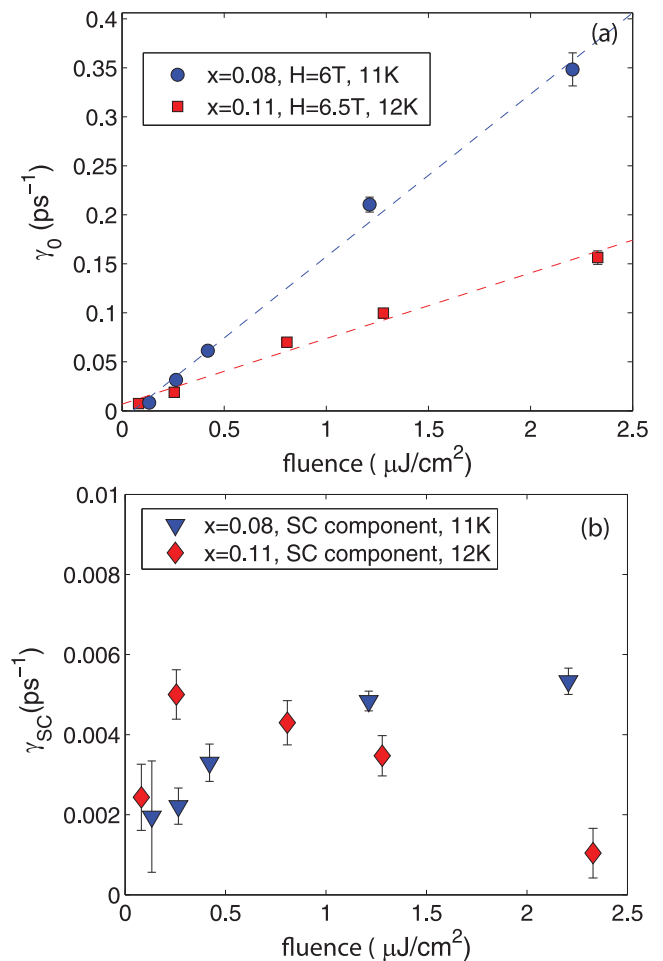 (a)
x=0.08, H=6T, 11K
x=0.11, H=6.5T, 12K
0.4
0.35
0.3
0.25
0.2
0.15
0.1
0.05
0
γ0 (ps−1)
0 0.5 1 1.5 2 2.5
fluence ( μJ/cm2)
(b)
x=0.08, SC component, 11K
x=0.11, SC component, 12K
0.01
0.008
0.006
0.004
0.002
0
γSC(ps−1)
0 0.5 1 1.5 2 2.5
fluence ( μJ/cm2)